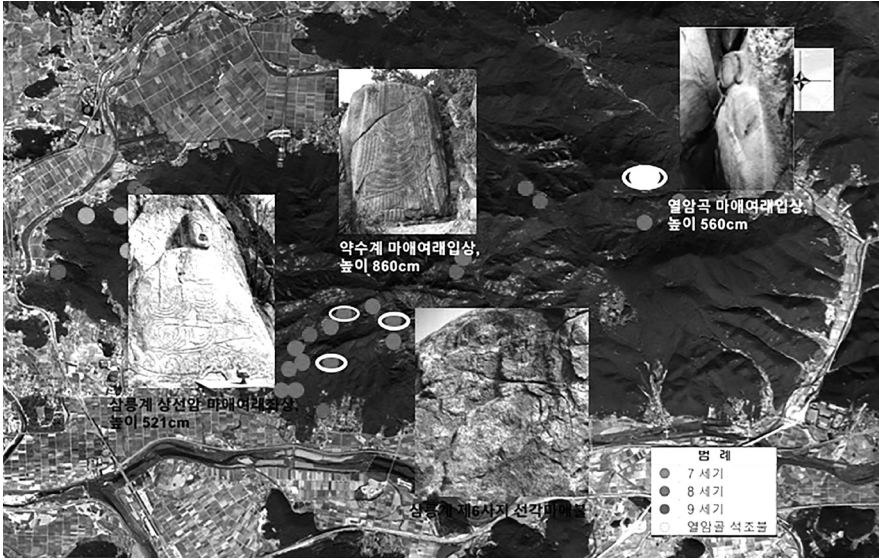 열암곡 마애여래입상,
높이 560cm
약수계 마애여래입상,
높이 860cm
삼릉계 상선암 마애여래좌상,
높이 521cm
삼릉계 제6사지 선각마애불
범 례
7 세기
8 세기
9 세기
열암골 석조불